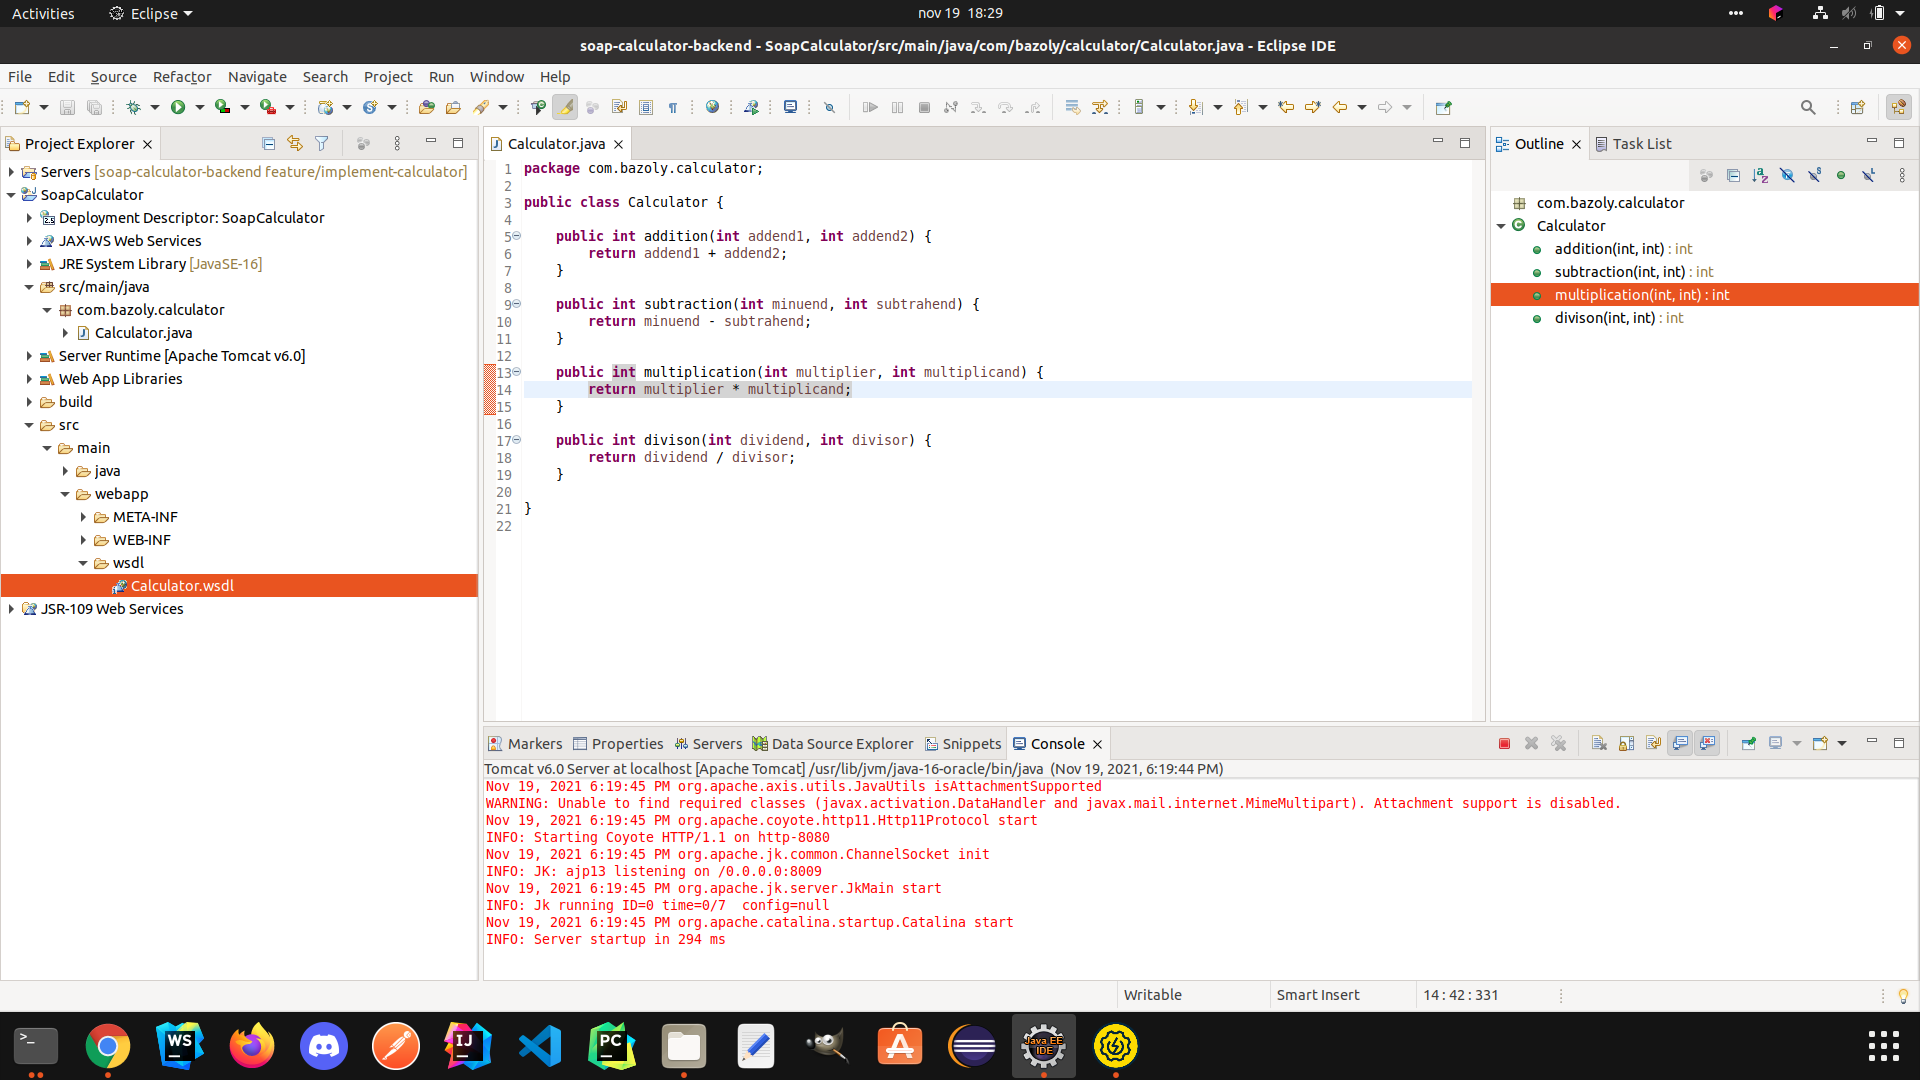 Activities
Eclipse
nov 19 18:29
soap-calculator-backend - SoapCalculator/src/main/java/com/bazoly/calculator/Calculator.java - Eclipse IDE
File Edit Source Refactor Navigate Search Project Run Window Help
Project Explorer
Servers [soap-calculator-backend feature/implement-calculator]
SoapCalculator
Deployment Descriptor: SoapCalculator
JAX-WS Web Services
JRE System Library [JavaSE-16]
src/main/java
com.bazoly.calculator
Calculator.java
Server Runtime [Apache Tomcat v6.0]
Web App Libraries
build
src
main
java
webapp
META-INF
WEB-INF
wsdl
Calculator.wsdl
JSR-109 Web Services
Calculator.java
1 package com.bazoly.calculator;
2
3 public class Calculator {
4
5 public int addition(int addend1, int addend2) {
6 return addend1 + addend2;
7 }
8
9 public int subtraction(int minuend, int subtrahend) {
10 return minuend - subtrahend;
11 }
12
13 public int multiplication(int multiplier, int multiplicand) {
14 return multiplier * multiplicand;
15 }
16
17 public int divison(int dividend, int divisor) {
18 return dividend / divisor;
19 }
20
21 }
22
Outline
Task List
com.bazoly.calculator
Calculator
addition(int, int) : int
subtraction(int, int) : int
multiplication(int, int) : int
divison(int, int) : int
Markers Properties Servers Data Source Explorer Snippets Console
Tomcat v6.0 Server at localhost [Apache Tomcat] /usr/lib/jvm/java-16-oracle/bin/java (Nov 19, 2021, 6:19:44 PM)
Nov 19, 2021 6:19:45 PM org.apache.axis.utils.JavaUtils isAttachmentSupported
WARNING: Unable to find required classes (javax.activation.DataHandler and javax.mail.internet.MimeMultipart). Attachment support is disabled.
Nov 19, 2021 6:19:45 PM org.apache.coyote.http11.Http11Protocol start
INFO: Starting Coyote HTTP/1.1 on http-8080
Nov 19, 2021 6:19:45 PM org.apache.jk.common.ChannelSocket init
INFO: JK: ajp13 listening on /0.0.0.0:8009
Nov 19, 2021 6:19:45 PM org.apache.jk.server.JkMain start
INFO: Jk running ID=0 time=0/7  config=null
Nov 19, 2021 6:19:45 PM org.apache.catalina.startup.Catalina start
INFO: Server startup in 294 ms
Writable
Smart Insert
14 : 42 : 331
>_
WS
IJ
PC
Java EE
IDE